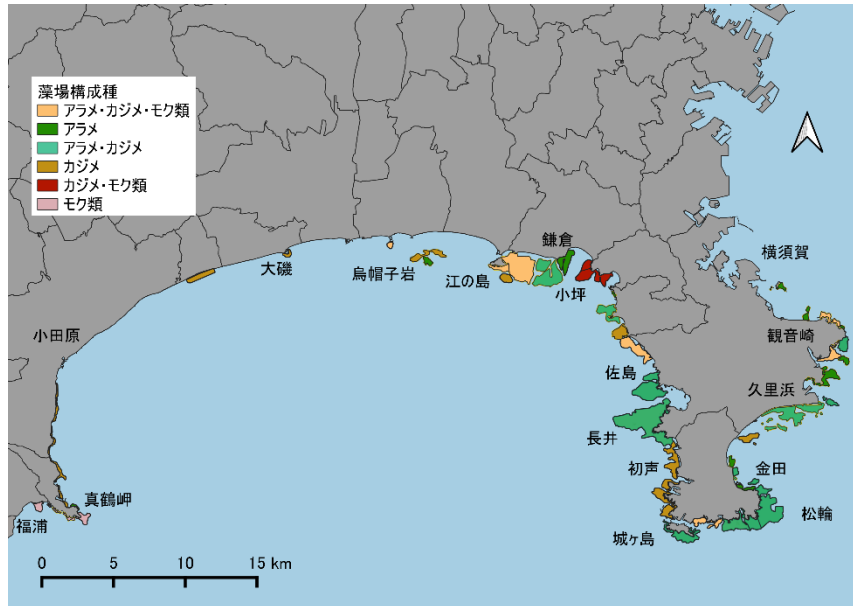 藻場構成種
アラメ・カジメ・モク類
アラメ
アラメ・カジメ
カジメ
カジメ・モク類
モク類
鎌倉
横須賀
大磯
烏帽子岩
江の島
小坪
観音崎
小田原
佐島
久里浜
長井
初声
金田
真鶴岬
福浦
松輪
城ヶ島
0 5 10 15 km